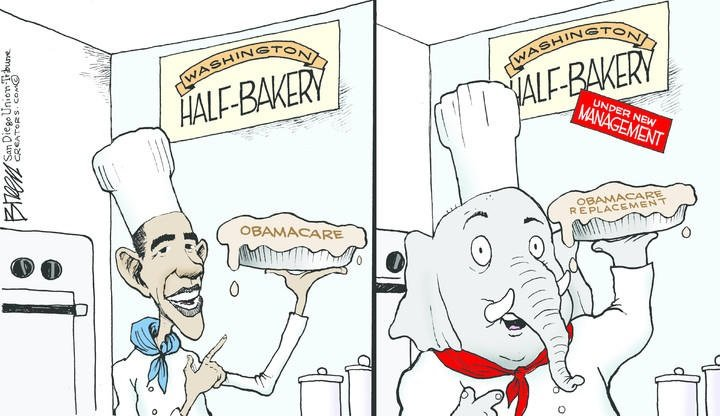 BREEN San Diego Union-Tribune
CREATORS.COM©
WASHINGTON
HALF-BAKERY
OBAMACARE
WASHINGTON
HALF-BAKERY
UNDER NEW
MANAGEMENT
OBAMACARE
REPLACEMENT